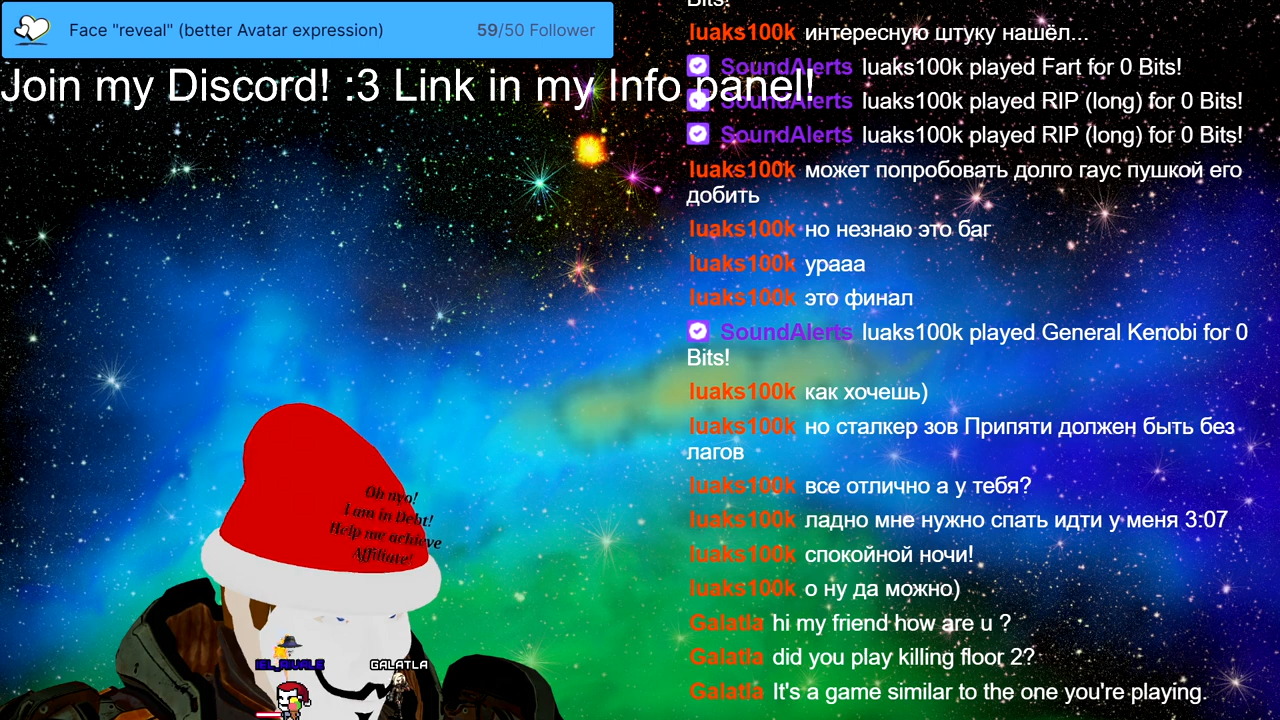 Face "reveal" (better Avatar expression) 59/50 Follower
Join my Discord! :3 Link in my Info panel!
Bits!
luaks100k интересную штуку нашёл...
SoundAlerts luaks100k played Fart for 0 Bits!
SoundAlerts luaks100k played RIP (long) for 0 Bits!
SoundAlerts luaks100k played RIP (long) for 0 Bits!
luaks100k может попробовать долго гаус пушкой его
добить
luaks100k но незнаю это баг
luaks100k урааа
luaks100k это финал
SoundAlerts luaks100k played General Kenobi for 0
Bits!
luaks100k как хочешь)
luaks100k но сталкер зов Припяти должен быть без
лагов
luaks100k все отлично а у тебя?
luaks100k ладно мне нужно спать идти у меня 3:07
luaks100k спокойной ночи!
luaks100k о ну да можно)
Galatla hi my friend how are u ?
Galatla did you play killing floor 2?
Galatla It's a game similar to the one you're playing.
Oh nyo!
I am in Debt!
Help me achieve
Affiliate!
GALATLA